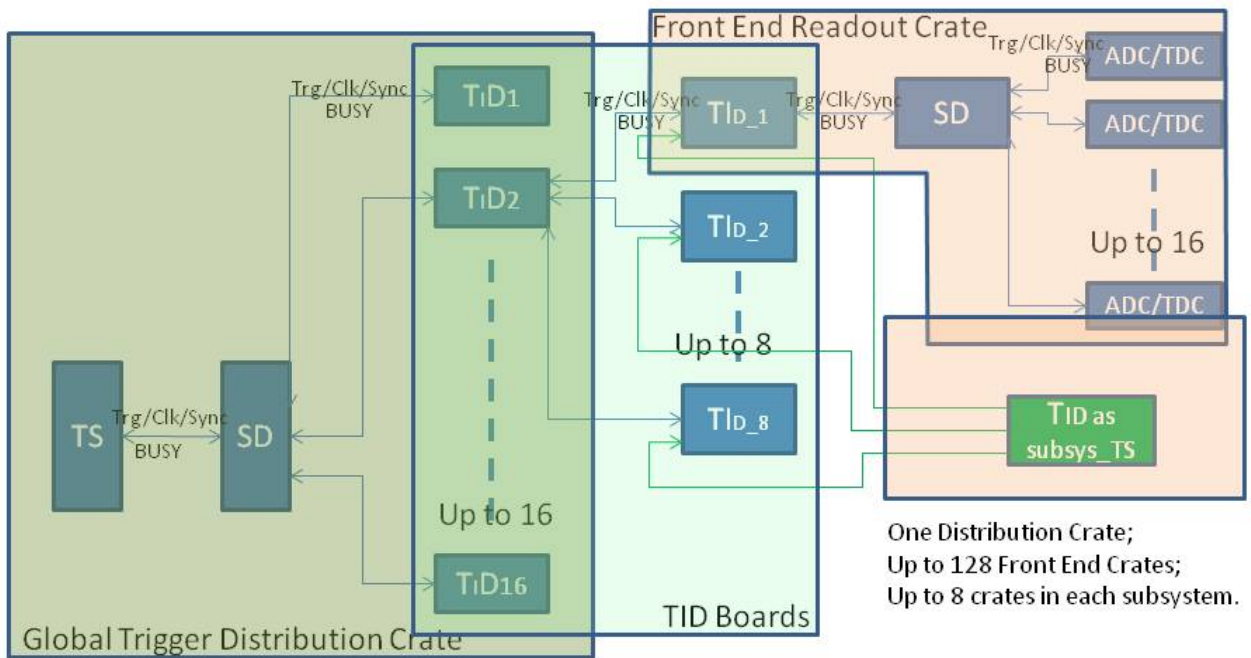 Front End Readout Crate
Trg/Clk/Sync
BUSY
ADC/TDC
Trg/Clk/Sync
BUSY
TID1
Trg/Clk/Sync
BUSY
TID_1
Trg/Clk/Sync
BUSY
SD
ADC/TDC
TID2
TID_2
Up to 16
ADC/TDC
Up to 8
TS
Trg/Clk/Sync
BUSY
SD
TID_8
TID as
subsys_TS
Up to 16
TID16
One Distribution Crate;
Up to 128 Front End Crates;
Up to 8 crates in each subsystem.
TID Boards
Global Trigger Distribution Crate